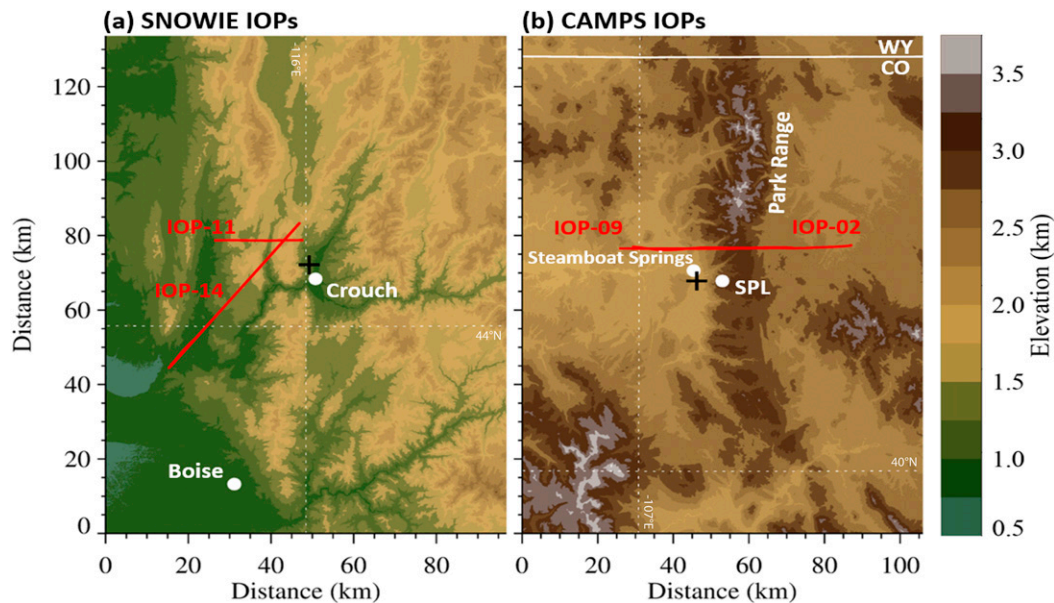 (a) SNOWIE IOPs
(b) CAMPS IOPs
-116°E
WY
CO
3.5
3.0
2.5
2.0
1.5
1.0
0.5
Elevation (km)
Park Range
120
100
80
60
40
20
0
Distance (km)
IOP-11
IOP-14
Crouch
44°N
Boise
IOP-09
IOP-02
Steamboat Springs
SPL
40°N
-107°E
0 20 40 60 80
Distance (km)
0 20 40 60 80 100
Distance (km)